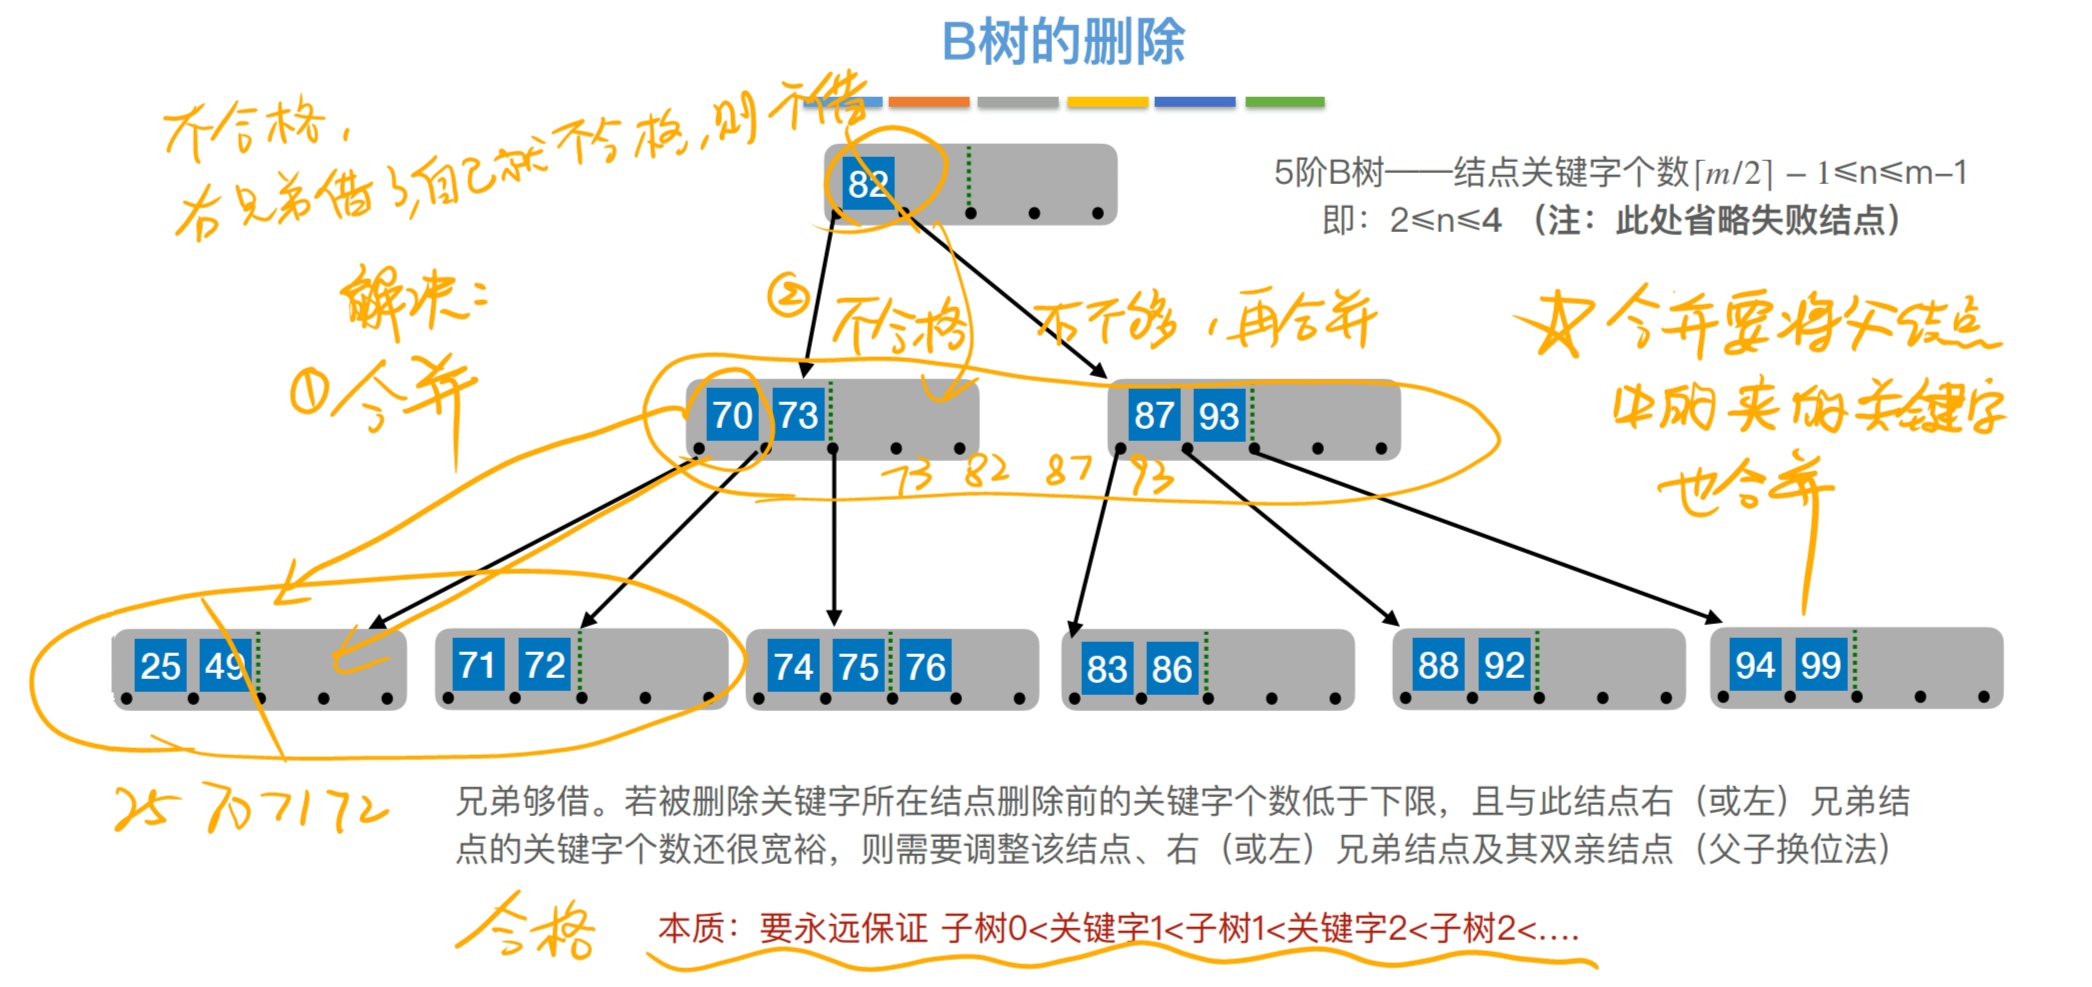 B树的删除
不合格，
右兄弟借了，自己就不合格，则不借
82
5阶B树——结点关键字个数⌈m/2⌉ – 1≤n≤m–1
即：2≤n≤4 （注：此处省略失败结点）
解决：
①合并
② 不合格 右不够，再合并
☆ 合并要将父结点
中的夹的关键字
也合并
70 73
87 93
73 82 87 93
25 49
71 72
74 75 76
83 86
88 92
94 99
25 70 71 72
兄弟够借。若被删除关键字所在结点删除前的关键字个数低于下限，且与此结点右（或左）兄弟结
点的关键字个数还很宽裕，则需要调整该结点、右（或左）兄弟结点及其双亲结点（父子换位法）
合格
本质：要永远保证 子树0<关键字1<子树1<关键字2<子树2<….